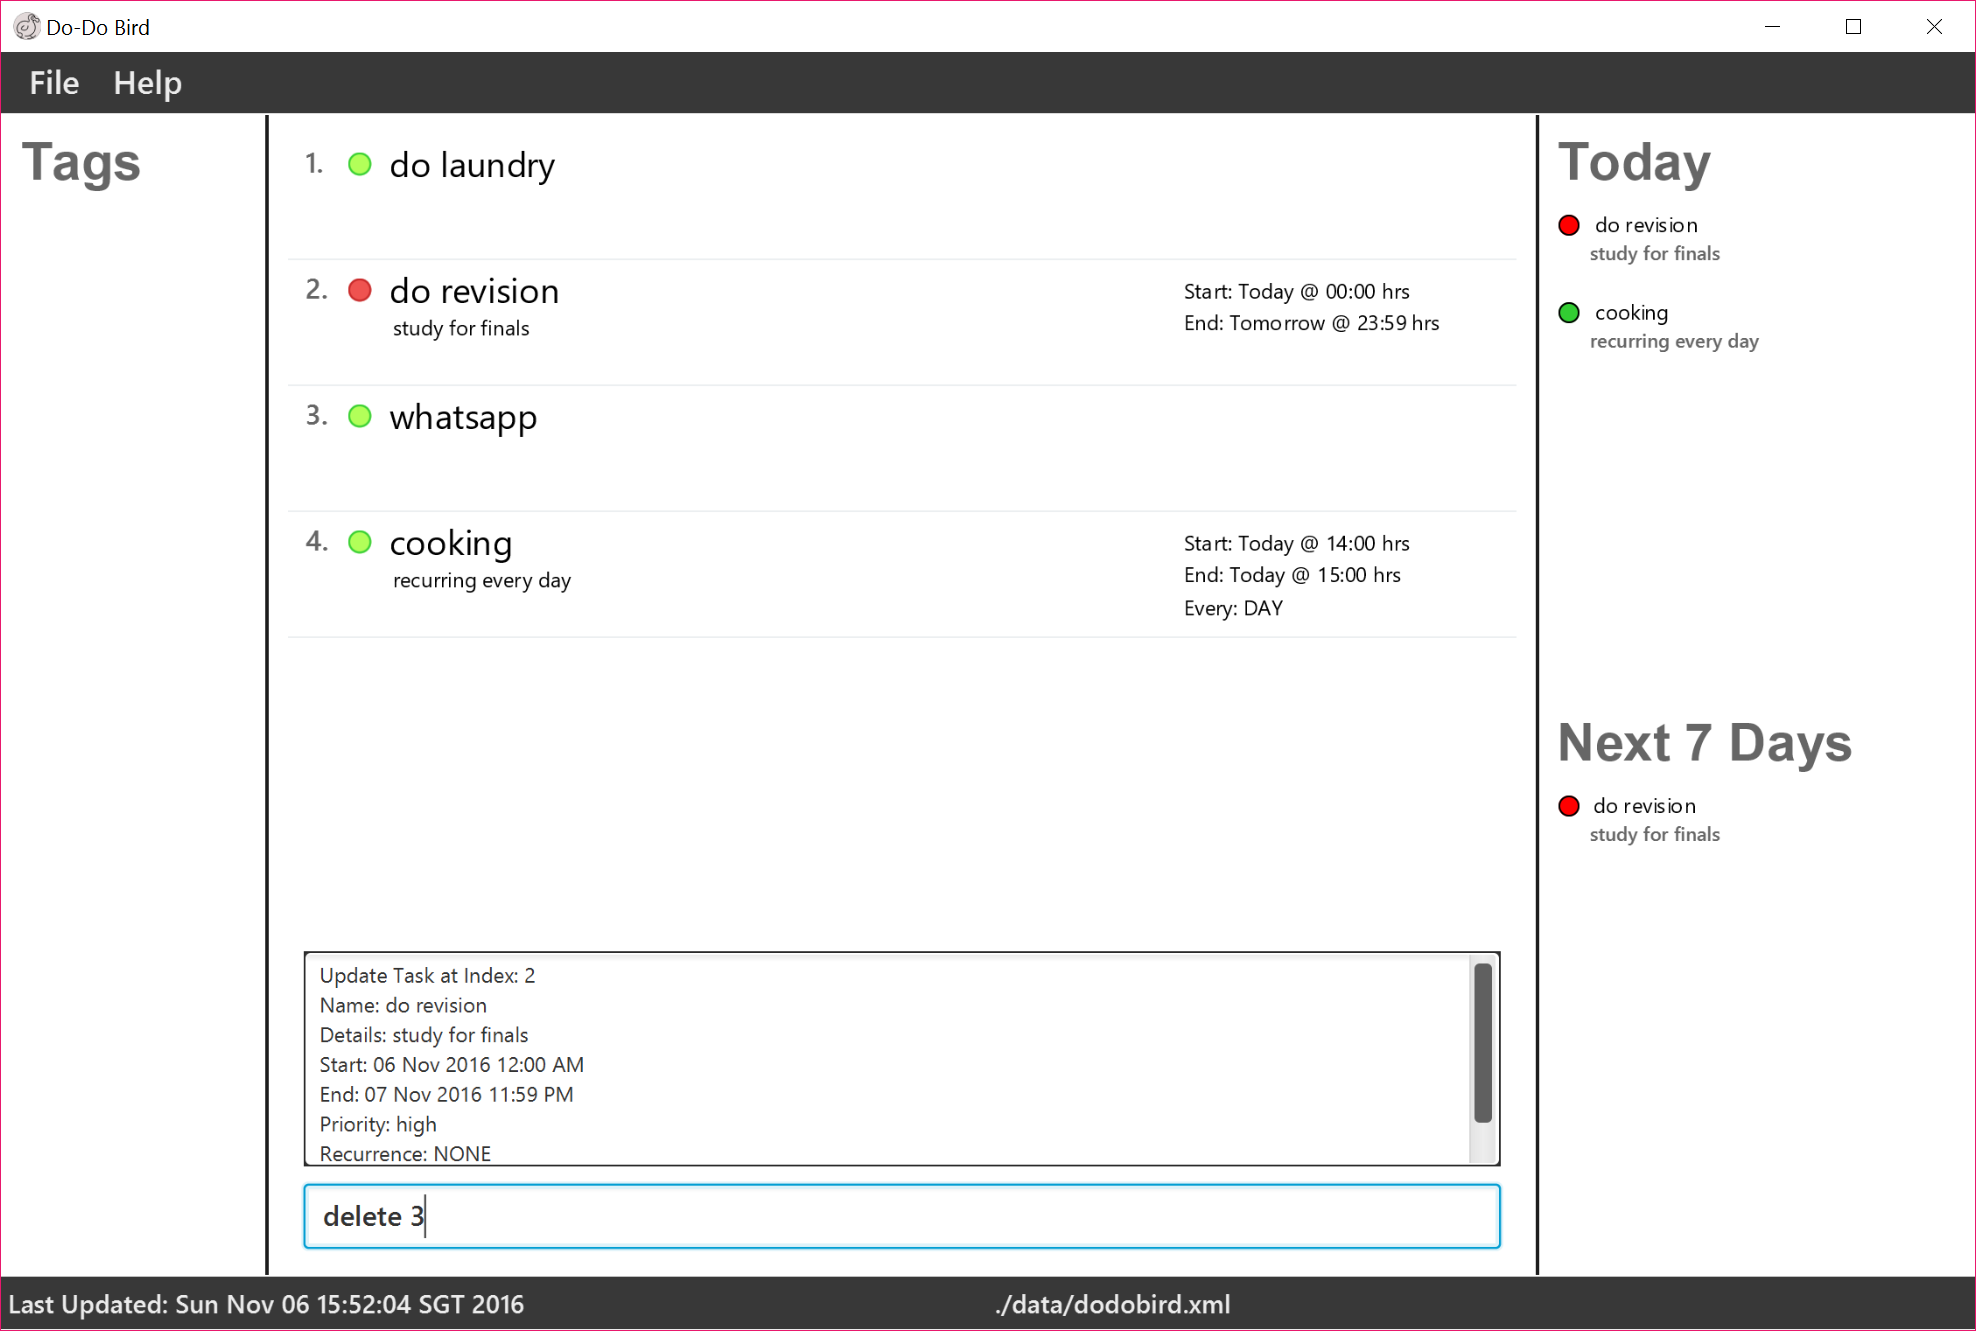 Do-Do Bird
File Help
Tags
1. do laundry
2. do revision
study for finals
Start: Today @ 00:00 hrs
End: Tomorrow @ 23:59 hrs
3. whatsapp
4. cooking
recurring every day
Start: Today @ 14:00 hrs
End: Today @ 15:00 hrs
Every: DAY
Update Task at Index: 2
Name: do revision
Details: study for finals
Start: 06 Nov 2016 12:00 AM
End: 07 Nov 2016 11:59 PM
Priority: high
Recurrence: NONE
delete 3
Today
do revision
study for finals
cooking
recurring every day
Next 7 Days
do revision
study for finals
Last Updated: Sun Nov 06 15:52:04 SGT 2016
./data/dodobird.xml